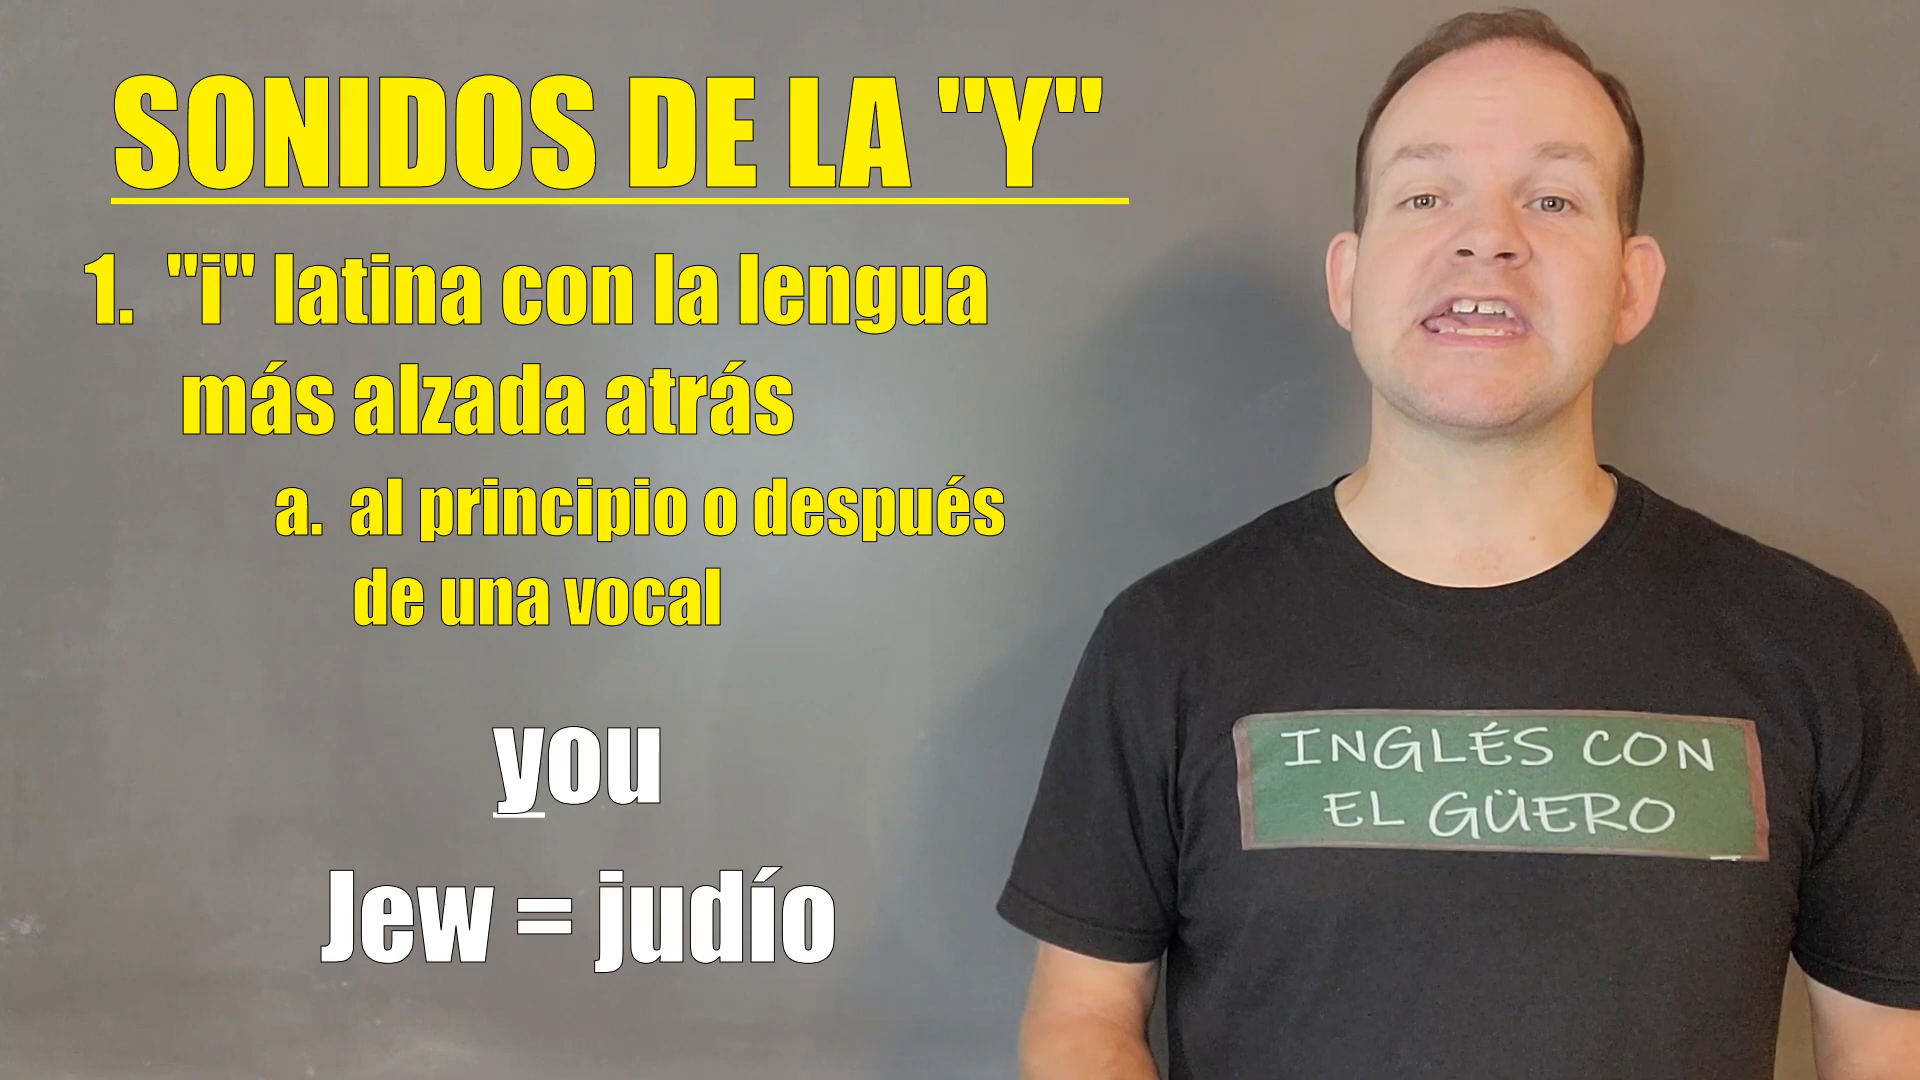 SONIDOS DE LA "Y"
1. "i" latina con la lengua
más alzada atrás
a. al principio o después
de una vocal
you
Jew = judío
INGLÉS CON
EL GÜERO